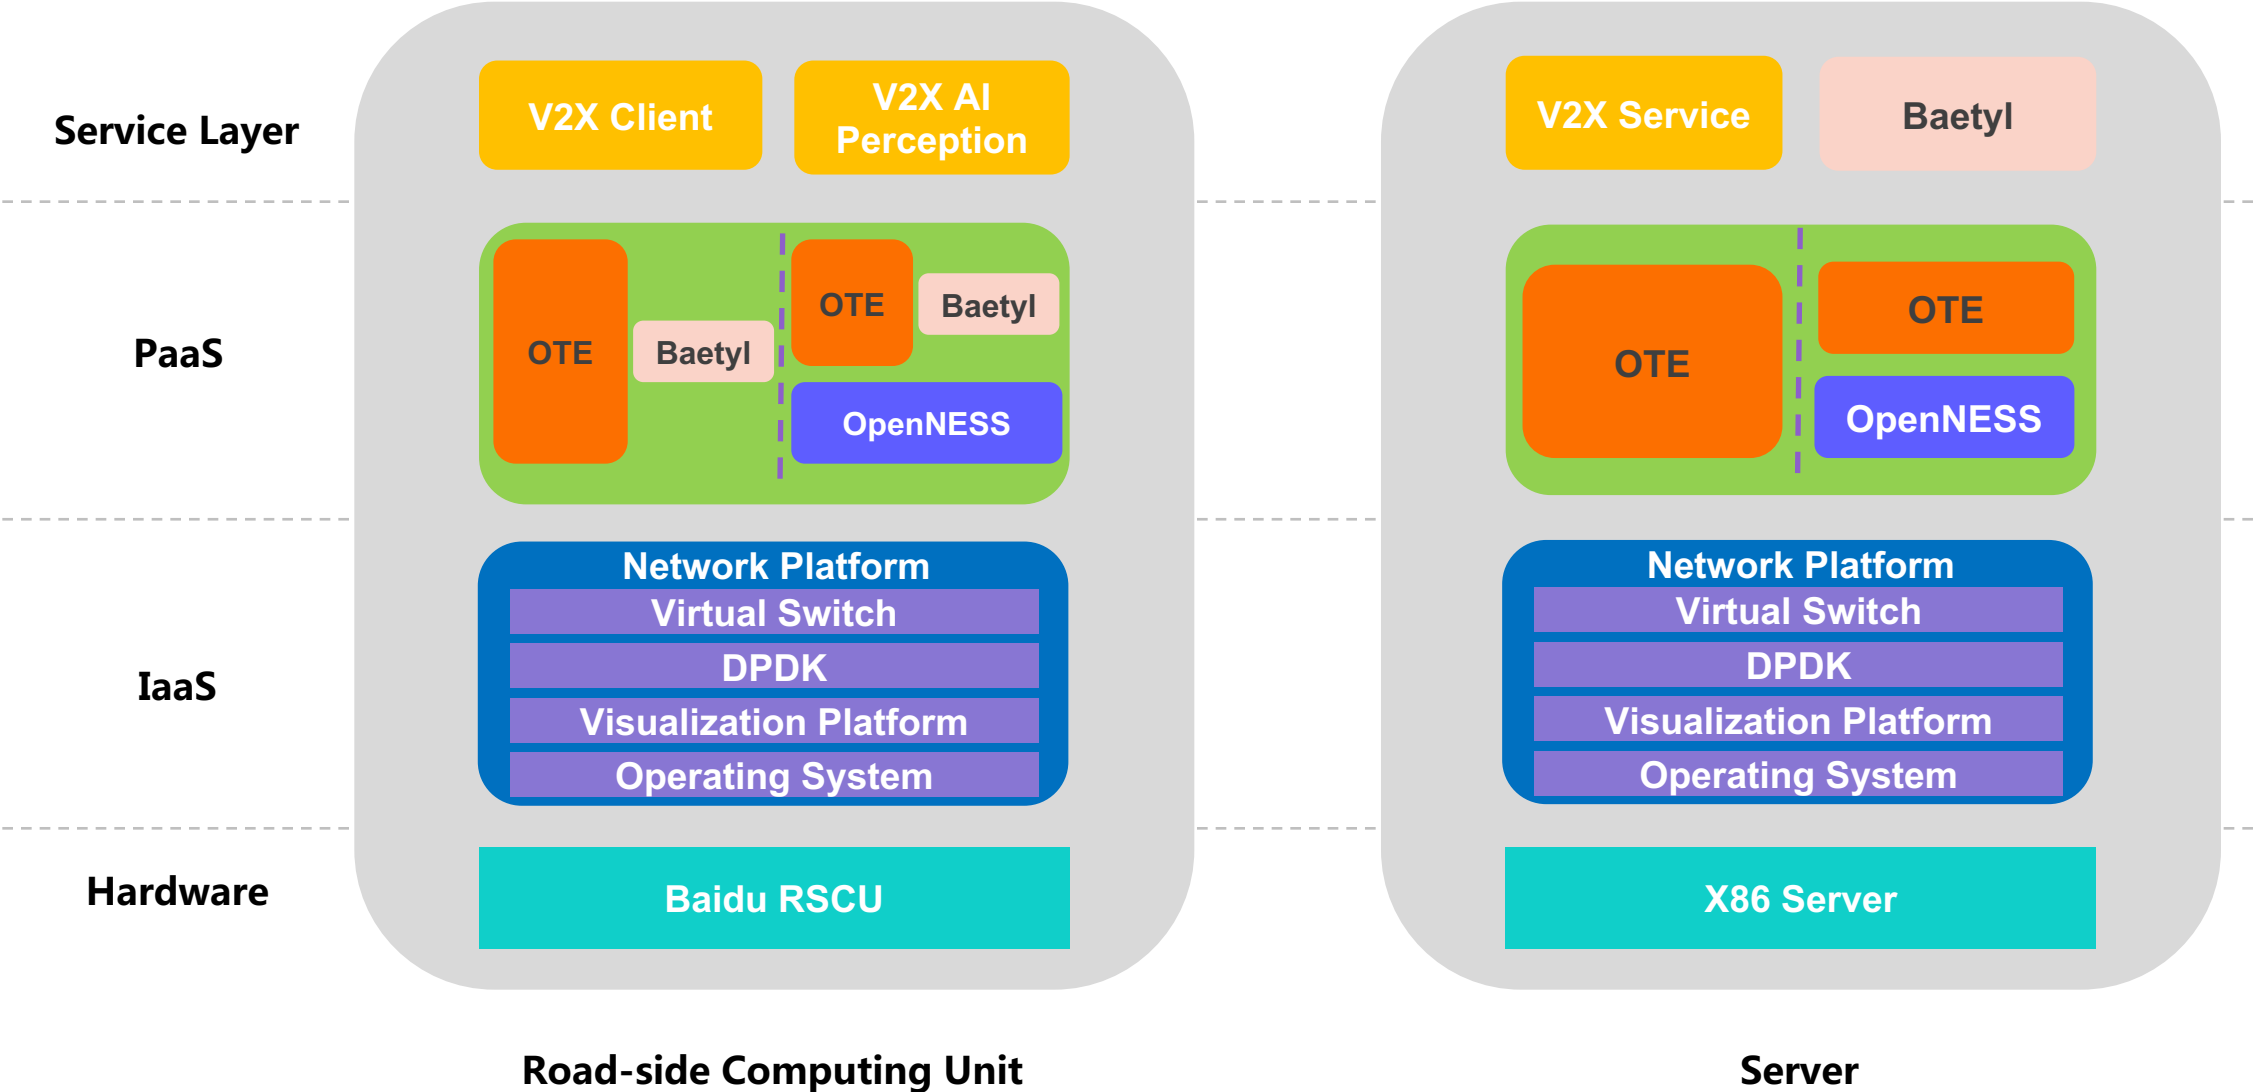 Service Layer
V2X Client
V2X AI
Perception
V2X Service
Baetyl
PaaS
OTE
Baetyl
OTE
Baetyl
OpenNESS
OTE
OTE
OpenNESS
IaaS
Network Platform
Virtual Switch
DPDK
Visualization Platform
Operating System
Network Platform
Virtual Switch
DPDK
Visualization Platform
Operating System
Hardware
Baidu RSCU
X86 Server
Road-side Computing Unit
Server